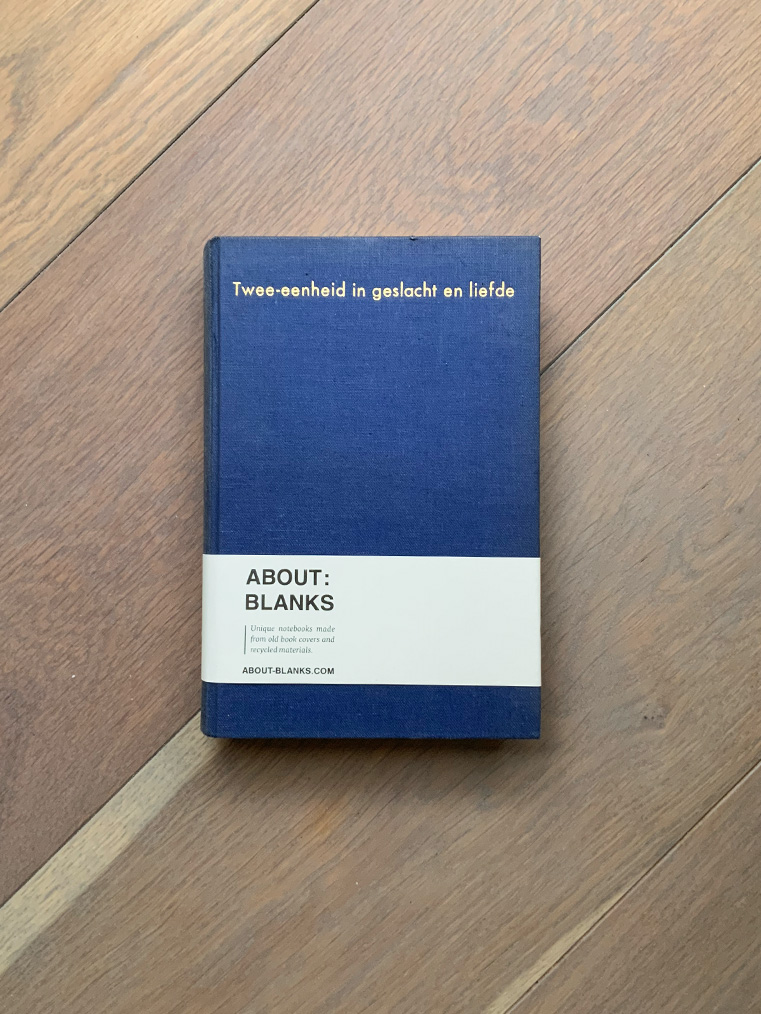 Twee-eenheid in geslacht en liefde
ABOUT:
BLANKS
Unique notebooks made
from old book covers and
recycled materials.
ABOUT-BLANKS.COM